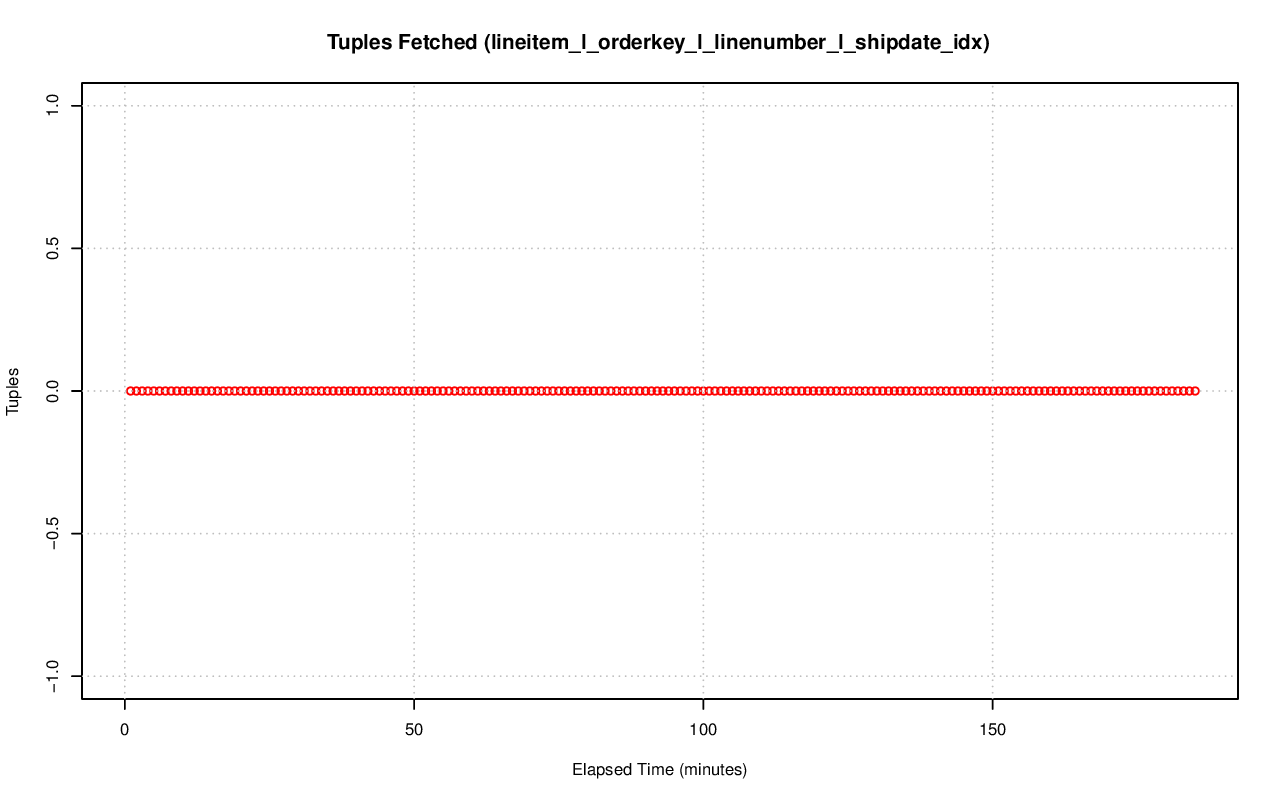 Tuples Fetched (lineitem_l_orderkey_l_linenumber_l_shipdate_idx)
1.0
0.5
0.0
−0.5
−1.0
Tuples
0 50 100 150
Elapsed Time (minutes)